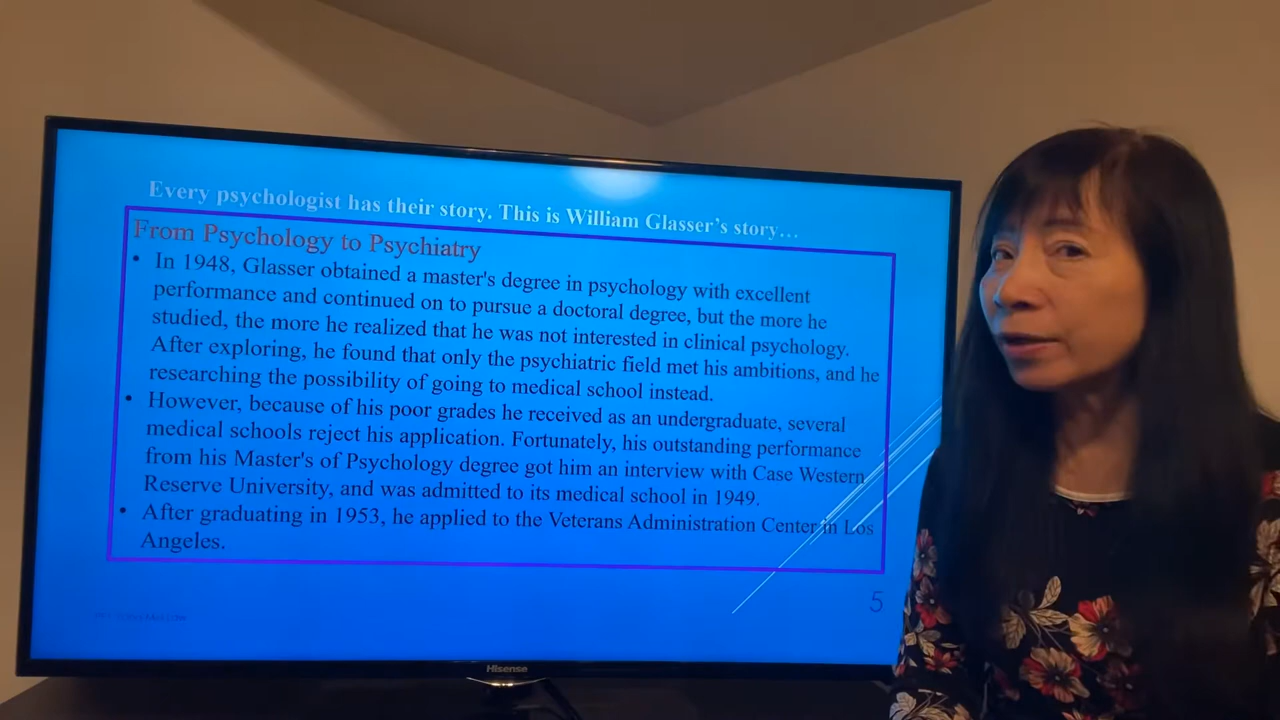 Every psychologist has their story. This is William Glasser's story…
From Psychology to Psychiatry
• In 1948, Glasser obtained a master's degree in psychology with excellent
performance and continued on to pursue a doctoral degree, but the more he
studied, the more he realized that he was not interested in clinical psychology.
After exploring, he found that only the psychiatric field met his ambitions, and he
researching the possibility of going to medical school instead.
• However, because of his poor grades he received as an undergraduate, several
medical schools reject his application. Fortunately, his outstanding performance
from his Master's of Psychology degree got him an interview with Case Western
Reserve University, and was admitted to its medical school in 1949.
• After graduating in 1953, he applied to the Veterans Administration Center in Los
Angeles.
5
Hisense